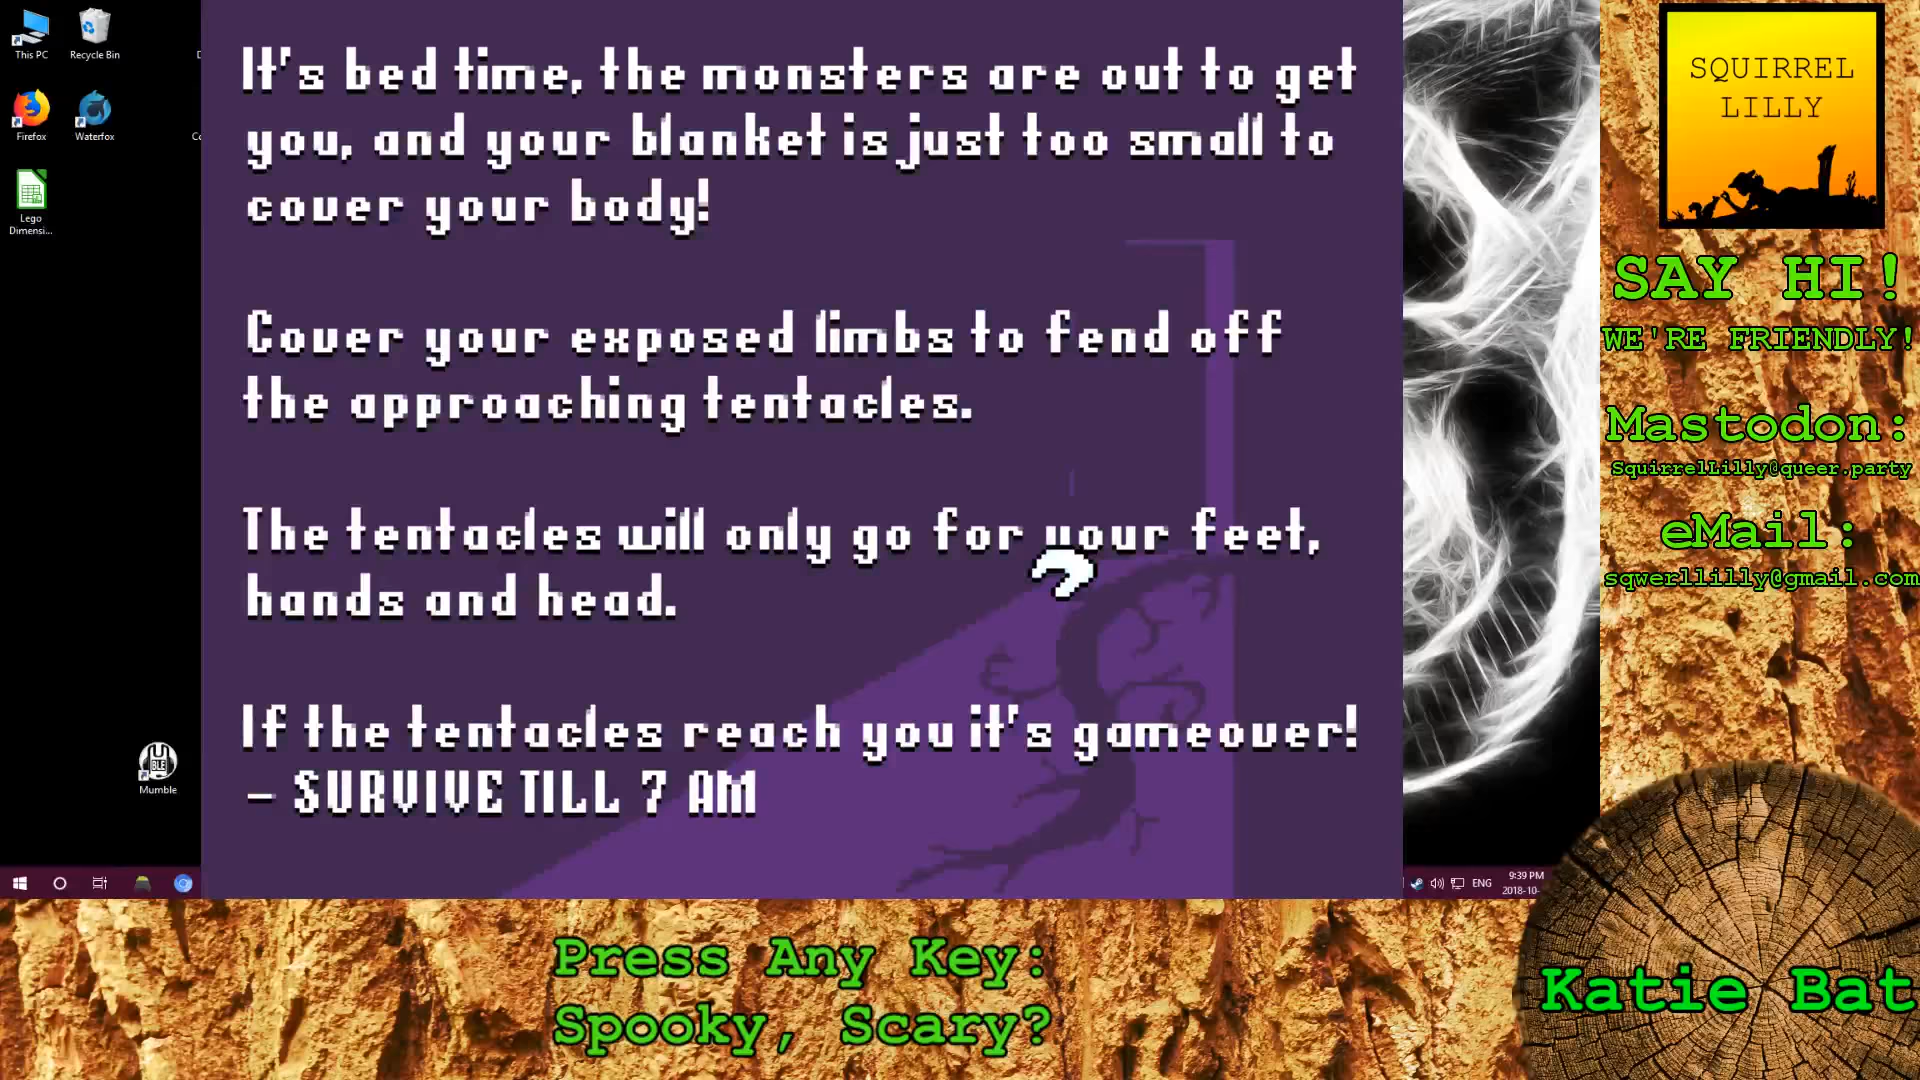 This PC
Recycle Bin
Firefox
Waterfox
Lego
Dimensi...
Mumble
It's bed time, the monsters are out to get
you, and your blanket is just too small to
cover your body!
Cover your exposed limbs to fend off
the approaching tentacles.
The tentacles will only go for your feet,
hands and head.
If the tentacles reach you it's gameover!
- SURVIVE TILL 7 AM
ENG
9:39 PM
2018-10-
SQUIRREL
LILLY
SAY HI!
WE'RE FRIENDLY!
Mastodon:
SquirrelLilly@queer.party
eMail:
sqwerllilly@gmail.com
Press Any Key:
Spooky, Scary?
Katie Bat